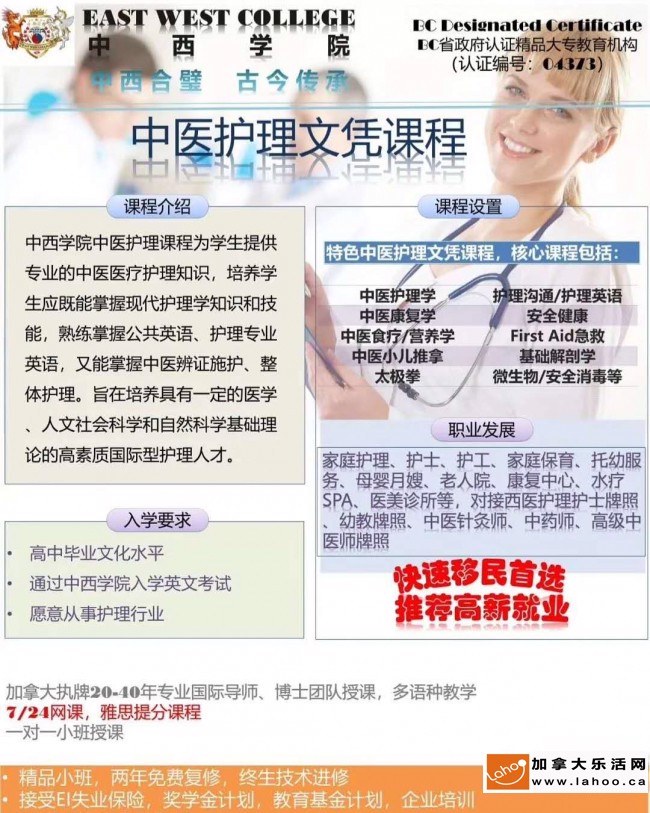 EAST WEST COLLEGE
中西学院
中西合璧 古今传承
BC Designated Certificate
BC省政府认证精品大专教育机构
(认证编号：04373)
中医护理文凭课程
课程介绍
中西学院中医护理课程为学生提供
专业的中医医疗护理知识，培养学
生应既能掌握现代护理学知识和技
能，熟练掌握公共英语、护理专业
英语，又能掌握中医辨证施护、整
体护理。旨在培养具有一定的医学
、人文社会科学和自然科学基础理
论的高素质国际型护理人才。
入学要求
• 高中毕业文化水平
• 通过中西学院入学英文考试
• 愿意从事护理行业
课程设置
特色中医护理文凭课程，核心课程包括：
中医护理学 护理沟通/护理英语
中医康复学 安全健康
中医食疗/营养学 First Aid急救
中医小儿推拿 基础解剖学
太极拳 微生物/安全消毒等
职业发展
家庭护理、护士、护工、家庭保育、托幼服
务、母婴月嫂、老人院、康复中心、水疗
SPA、医美诊所等，对接西医护理护士牌照
、幼教牌照、中医针灸师、中药师、高级中
医师牌照
快速移民首选
推荐高薪就业
加拿大执牌20-40年专业国际导师、博士团队授课，多语种教学
7/24网课，雅思提分课程
一对一小班授课
• 精品小班，两年免费复修，终生技术进修
• 接受EI失业保险，奖学金计划，教育基金计划，企业培训
Lahoo
加拿大乐活网
www.lahoo.ca